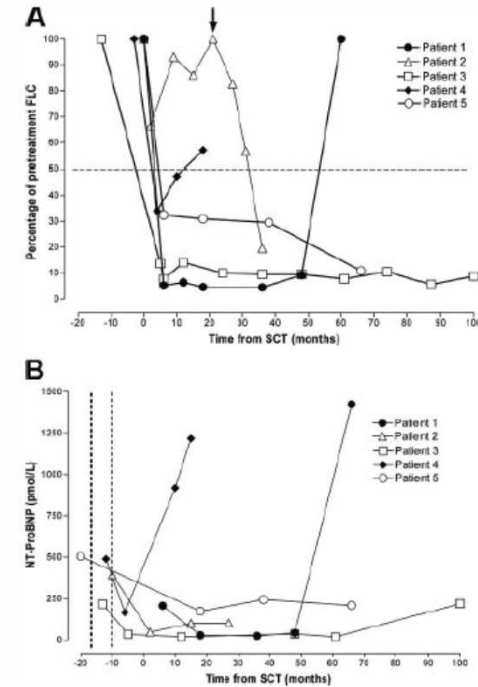 A
Percentage of pretreatment FLC
100
90
80
70
60
50
40
30
20
10
0
-20 -10 0 10 20 30 40 50 60 70 80 90 100
Time from SCT (months)
Patient 1
Patient 2
Patient 3
Patient 4
Patient 5
B
NT-ProBNP (pmol/L)
1500
1250
1000
750
500
250
0
-20 -10 0 10 20 30 40 50 60 70 80 90 100
Time from SCT (months)
Patient 1
Patient 2
Patient 3
Patient 4
Patient 5